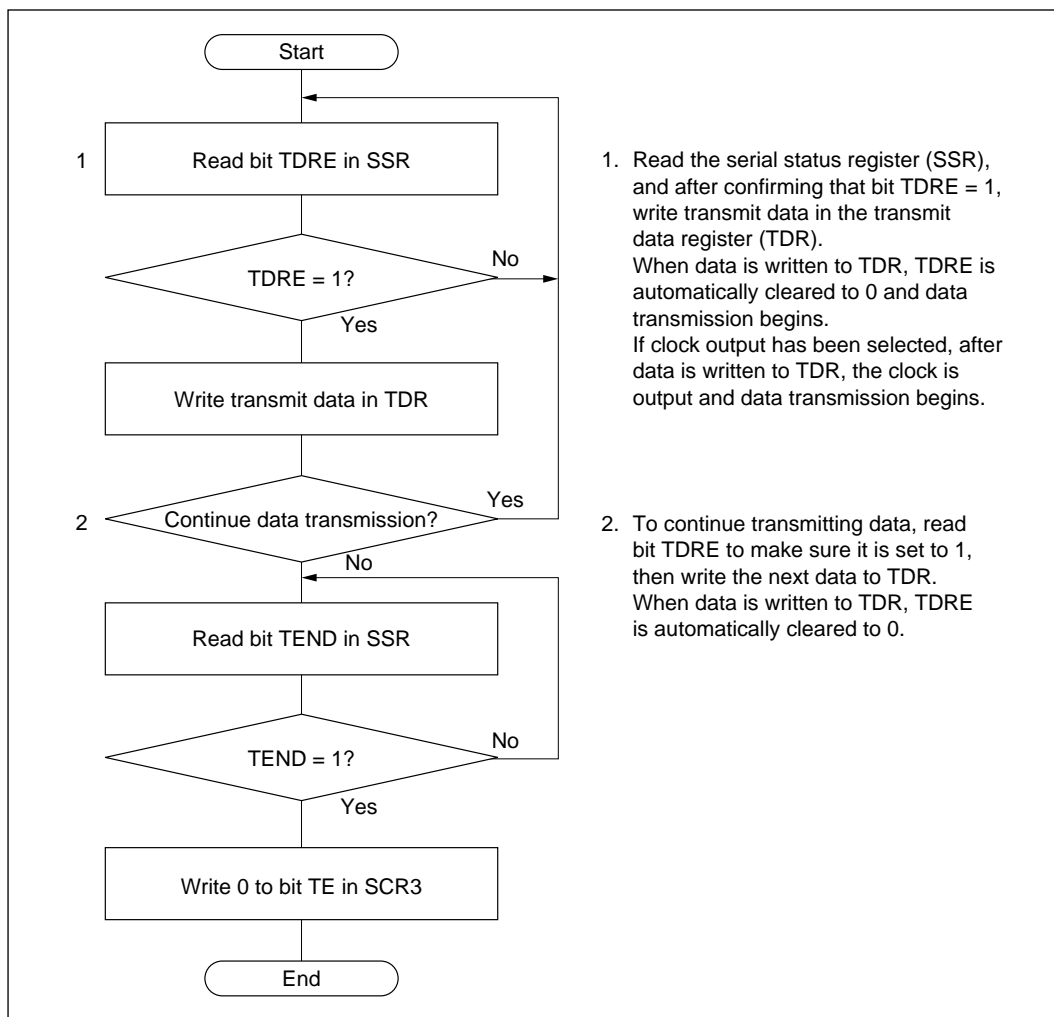 Start
1
Read bit TDRE in SSR
TDRE = 1?
No
Yes
Write transmit data in TDR
2
Continue data transmission?
Yes
No
Read bit TEND in SSR
TEND = 1?
No
Yes
Write 0 to bit TE in SCR3
End
1. Read the serial status register (SSR),
and after confirming that bit TDRE = 1,
write transmit data in the transmit
data register (TDR).
When data is written to TDR, TDRE is
automatically cleared to 0 and data
transmission begins.
If clock output has been selected, after
data is written to TDR, the clock is
output and data transmission begins.
2. To continue transmitting data, read
bit TDRE to make sure it is set to 1,
then write the next data to TDR.
When data is written to TDR, TDRE
is automatically cleared to 0.